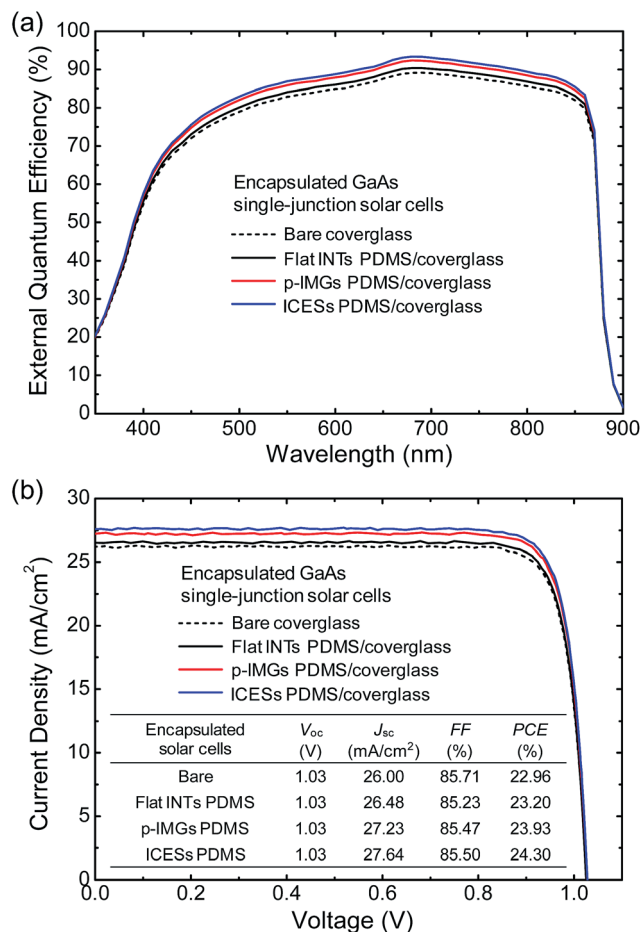 (a)
External Quantum Efficiency (%)
100
90
80
70
60
50
40
30
20
10
0
Encapsulated GaAs
single-junction solar cells
Bare coverglass
Flat INTs PDMS/coverglass
p-IMGs PDMS/coverglass
ICESs PDMS/coverglass
400 500 600 700 800 900
Wavelength (nm)
(b)
Current Density (mA/cm²)
30
25
20
15
10
5
0
Encapsulated GaAs
single-junction solar cells
Bare coverglass
Flat INTs PDMS/coverglass
p-IMGs PDMS/coverglass
ICESs PDMS/coverglass
Encapsulated solar cells Voc (V) Jsc (mA/cm²) FF (%) PCE (%)
Bare 1.03 26.00 85.71 22.96
Flat INTs PDMS 1.03 26.48 85.23 23.20
p-IMGs PDMS 1.03 27.23 85.47 23.93
ICESs PDMS 1.03 27.64 85.50 24.30
0.0 0.2 0.4 0.6 0.8 1.0
Voltage (V)